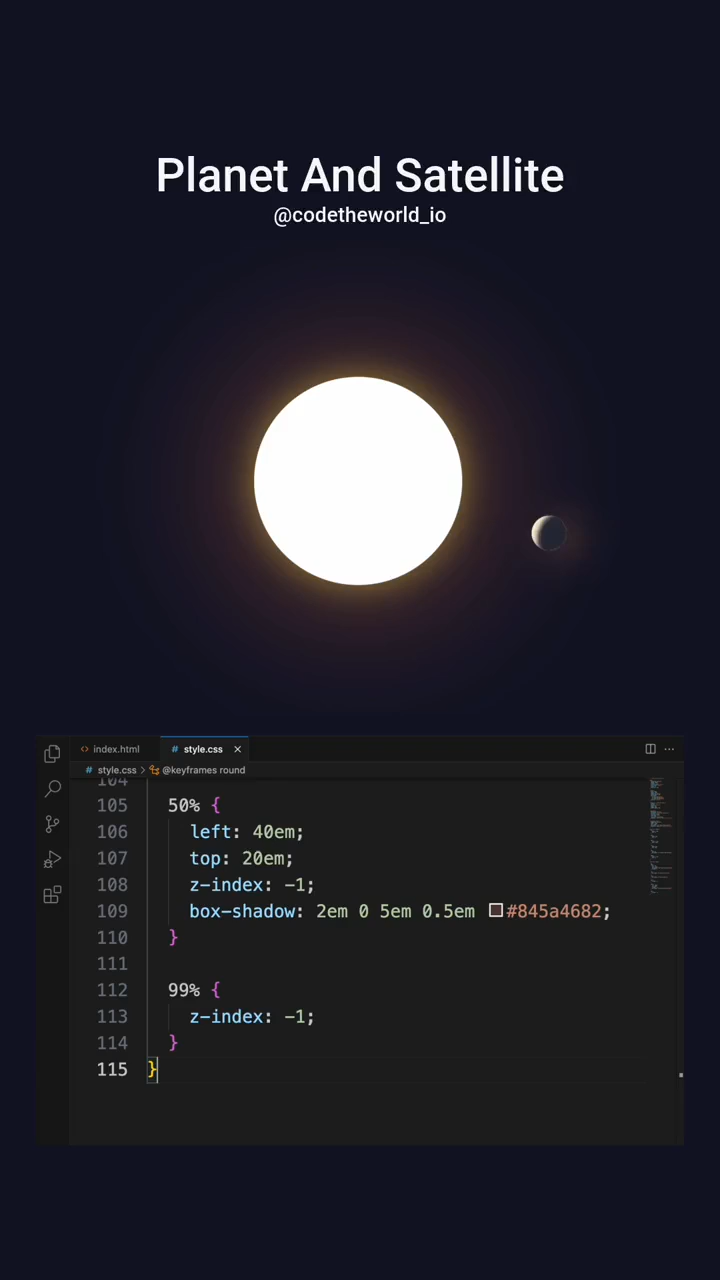 Planet And Satellite
@codetheworld_io
index.html
# style.css
# style.css > @keyframes round
104
105 50% {
106 left: 40em;
107 top: 20em;
108 z-index: -1;
109 box-shadow: 2em 0 5em 0.5em #845a4682;
110 }
111
112 99% {
113 z-index: -1;
114 }
115 }